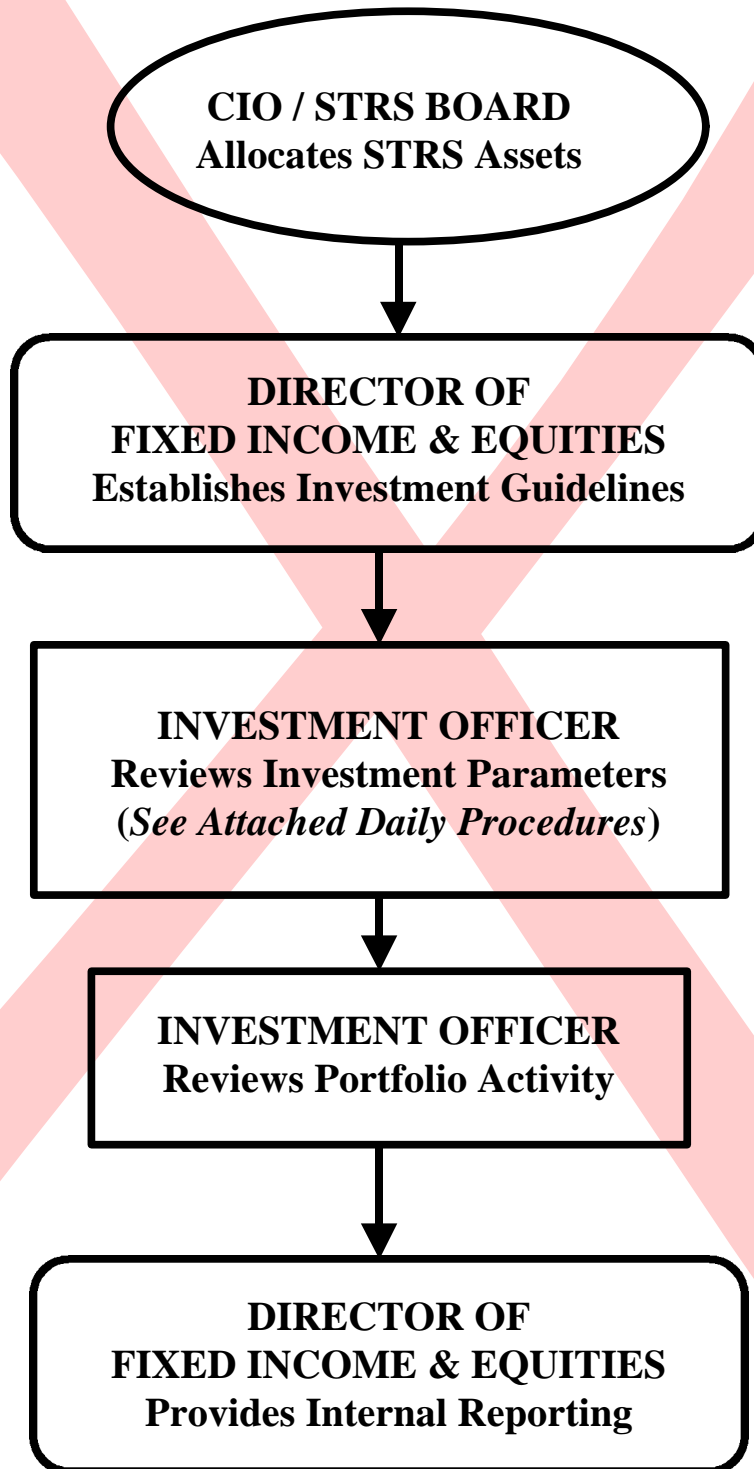 CIO / STRS BOARD
Allocates STRS Assets
DIRECTOR OF
FIXED INCOME & EQUITIES
Establishes Investment Guidelines
INVESTMENT OFFICER
Reviews Investment Parameters
(See Attached Daily Procedures)
INVESTMENT OFFICER
Reviews Portfolio Activity
DIRECTOR OF
FIXED INCOME & EQUITIES
Provides Internal Reporting